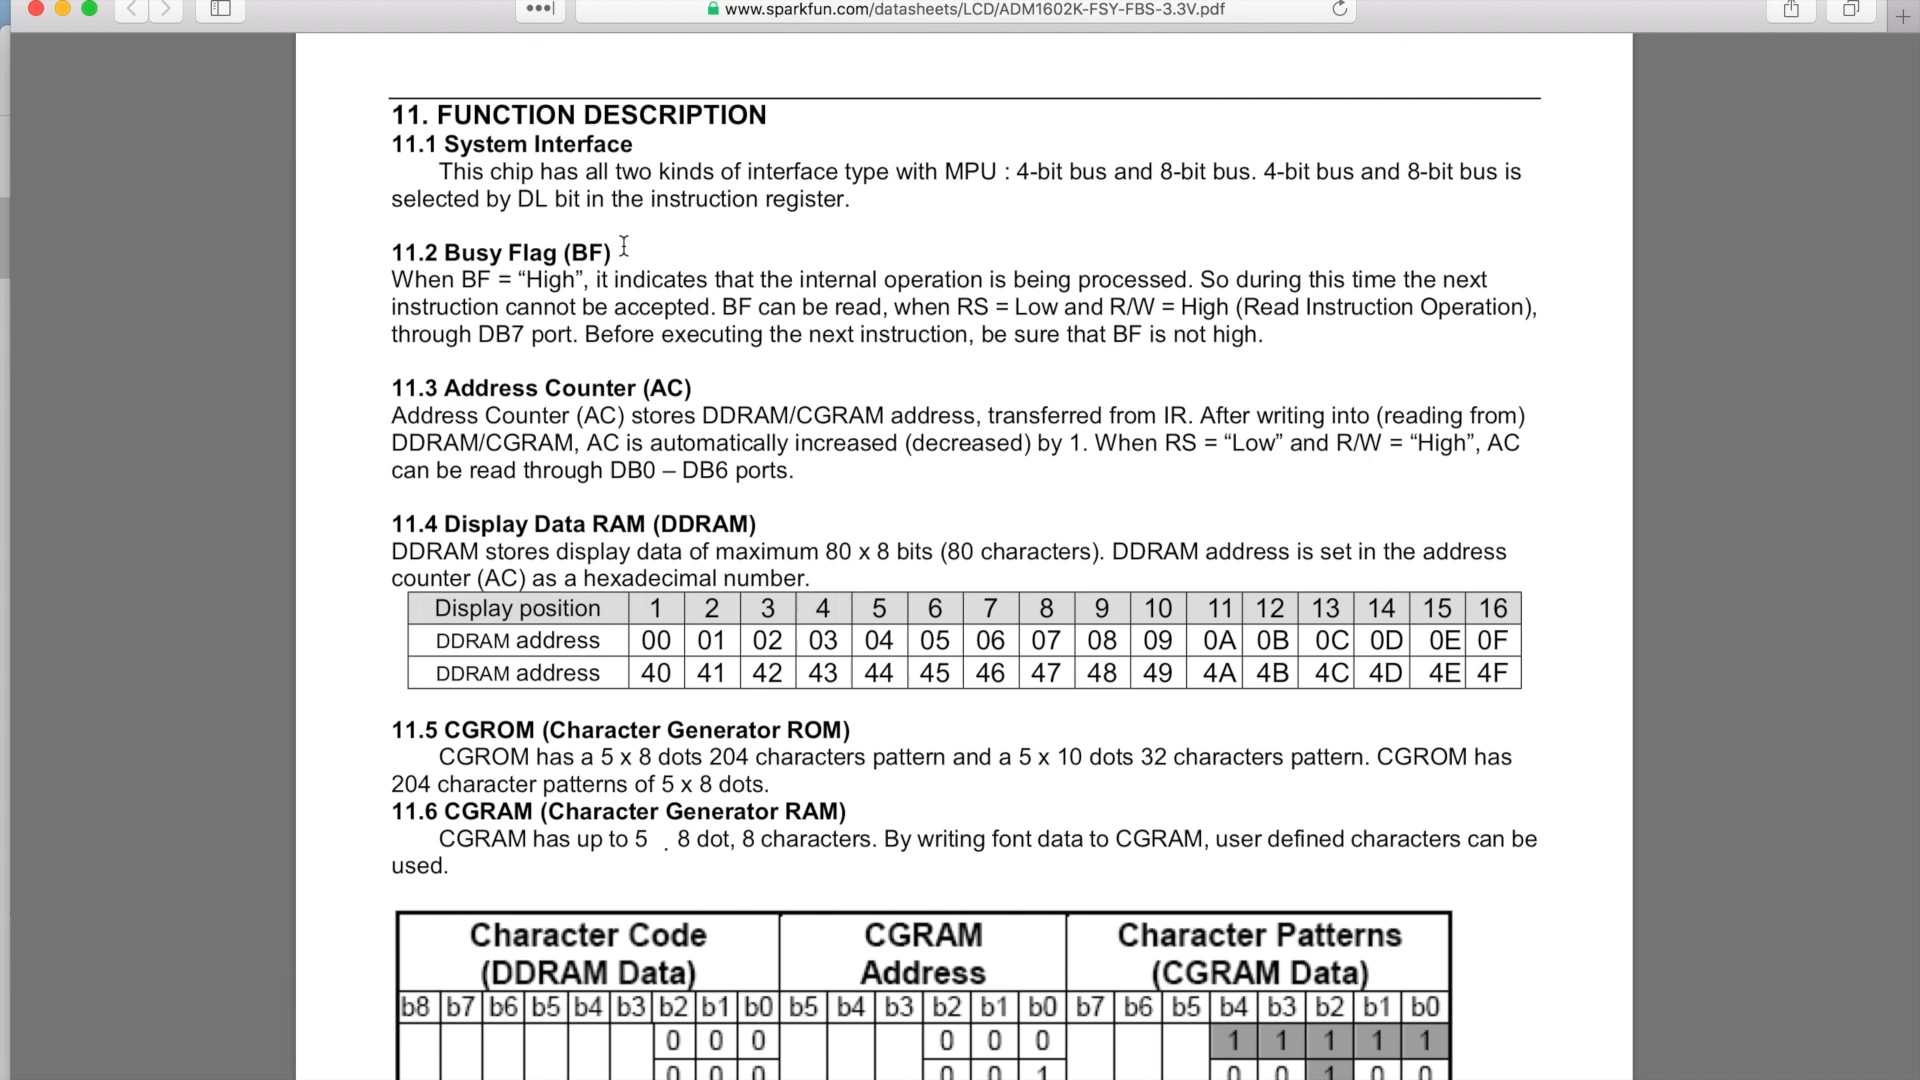 www.sparkfun.com/datasheets/LCD/ADM1602K-FSY-FBS-3.3V.pdf
11. FUNCTION DESCRIPTION
11.1 System Interface
This chip has all two kinds of interface type with MPU : 4-bit bus and 8-bit bus. 4-bit bus and 8-bit bus is
selected by DL bit in the instruction register.
11.2 Busy Flag (BF)
When BF = “High”, it indicates that the internal operation is being processed. So during this time the next
instruction cannot be accepted. BF can be read, when RS = Low and R/W = High (Read Instruction Operation),
through DB7 port. Before executing the next instruction, be sure that BF is not high.
11.3 Address Counter (AC)
Address Counter (AC) stores DDRAM/CGRAM address, transferred from IR. After writing into (reading from)
DDRAM/CGRAM, AC is automatically increased (decreased) by 1. When RS = “Low” and R/W = “High”, AC
can be read through DB0 – DB6 ports.
11.4 Display Data RAM (DDRAM)
DDRAM stores display data of maximum 80 x 8 bits (80 characters). DDRAM address is set in the address
counter (AC) as a hexadecimal number.
Display position 1 2 3 4 5 6 7 8 9 10 11 12 13 14 15 16
DDRAM address 00 01 02 03 04 05 06 07 08 09 0A 0B 0C 0D 0E 0F
DDRAM address 40 41 42 43 44 45 46 47 48 49 4A 4B 4C 4D 4E 4F
11.5 CGROM (Character Generator ROM)
CGROM has a 5 x 8 dots 204 characters pattern and a 5 x 10 dots 32 characters pattern. CGROM has
204 character patterns of 5 x 8 dots.
11.6 CGRAM (Character Generator RAM)
CGRAM has up to 5 . 8 dot, 8 characters. By writing font data to CGRAM, user defined characters can be
used.
Character Code CGRAM Character Patterns
(DDRAM Data) Address (CGRAM Data)
b8 b7 b6 b5 b4 b3 b2 b1 b0 b5 b4 b3 b2 b1 b0 b7 b6 b5 b4 b3 b2 b1 b0
0 0 0 0 0 0 1 1 1 1 1
0 0 0 0 0 1 0 0 1 0 0